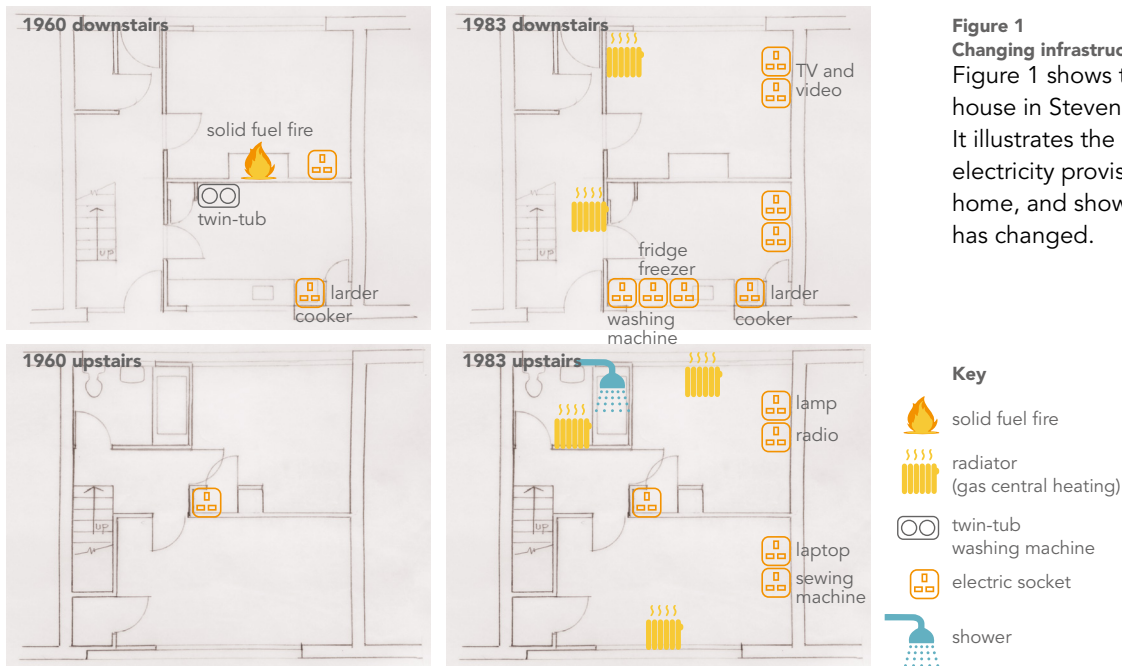 1960 downstairs
solid fuel fire
twin-tub
larder
cooker
1983 downstairs
TV and
video
fridge
freezer
larder
washing
machine
cooker
1960 upstairs
up
1983 upstairs
lamp
radio
up
laptop
sewing
machine
Figure 1
Changing
Figure 1 shows
house in
It illustrates the
electricity
home, and
has changed.
Key
solid fuel fire
radiator
(gas central heating)
twin-tub
washing machine
electric socket
shower